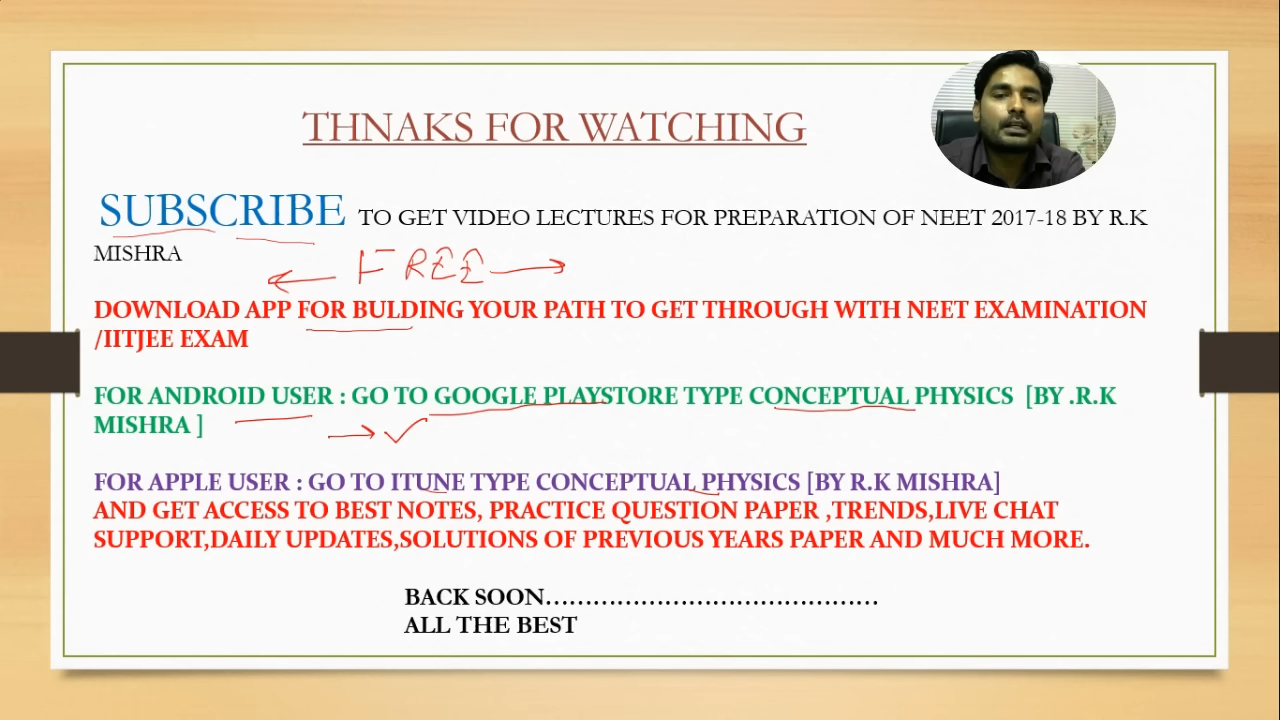 THNAKS FOR WATCHING
SUBSCRIBE TO GET VIDEO LECTURES FOR PREPARATION OF NEET 2017-18 BY R.K
MISHRA
FREE
DOWNLOAD APP FOR BULDING YOUR PATH TO GET THROUGH WITH NEET EXAMINATION
/IITJEE EXAM
FOR ANDROID USER : GO TO GOOGLE PLAYSTORE TYPE CONCEPTUAL PHYSICS [BY .R.K
MISHRA ]
FOR APPLE USER : GO TO ITUNE TYPE CONCEPTUAL PHYSICS [BY R.K MISHRA]
AND GET ACCESS TO BEST NOTES, PRACTICE QUESTION PAPER ,TRENDS,LIVE CHAT
SUPPORT,DAILY UPDATES,SOLUTIONS OF PREVIOUS YEARS PAPER AND MUCH MORE.
BACK SOON……………………………………
ALL THE BEST